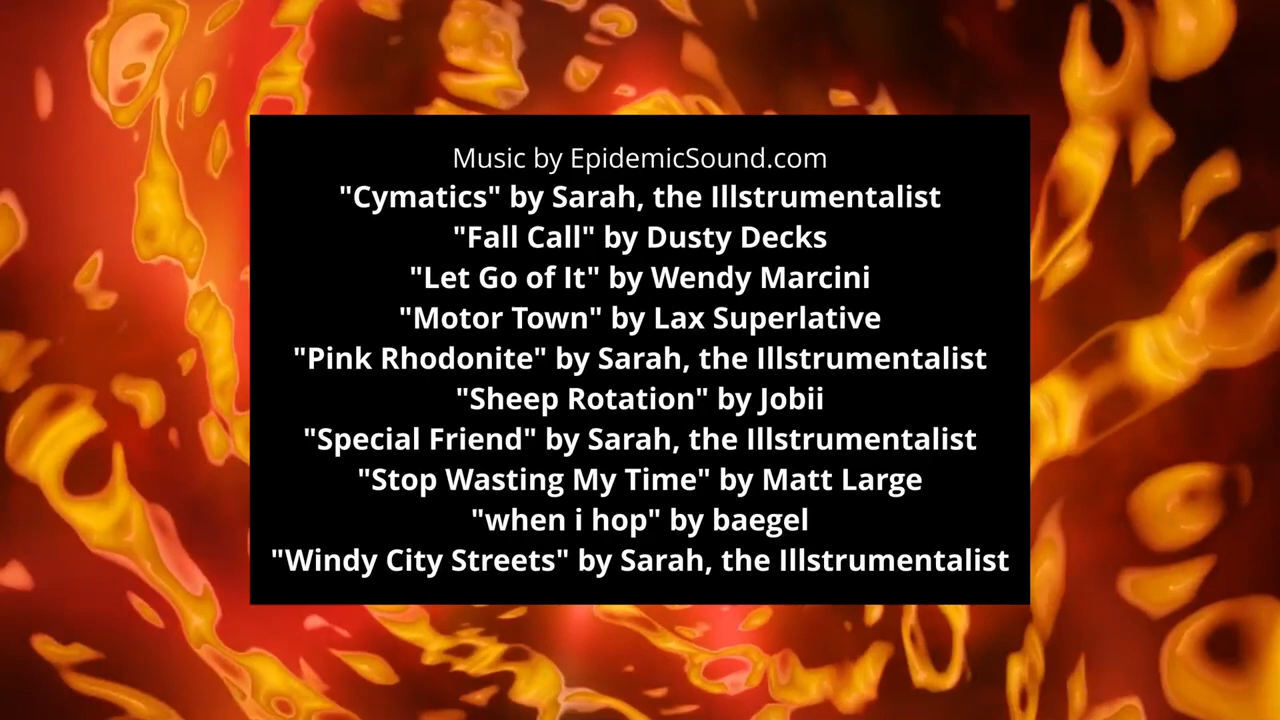 Music by EpidemicSound.com
"Cymatics" by Sarah, the Illstrumentalist
"Fall Call" by Dusty Decks
"Let Go of It" by Wendy Marcini
"Motor Town" by Lax Superlative
"Pink Rhodonite" by Sarah, the Illstrumentalist
"Sheep Rotation" by Jobii
"Special Friend" by Sarah, the Illstrumentalist
"Stop Wasting My Time" by Matt Large
"when i hop" by baegel
"Windy City Streets" by Sarah, the Illstrumentalist